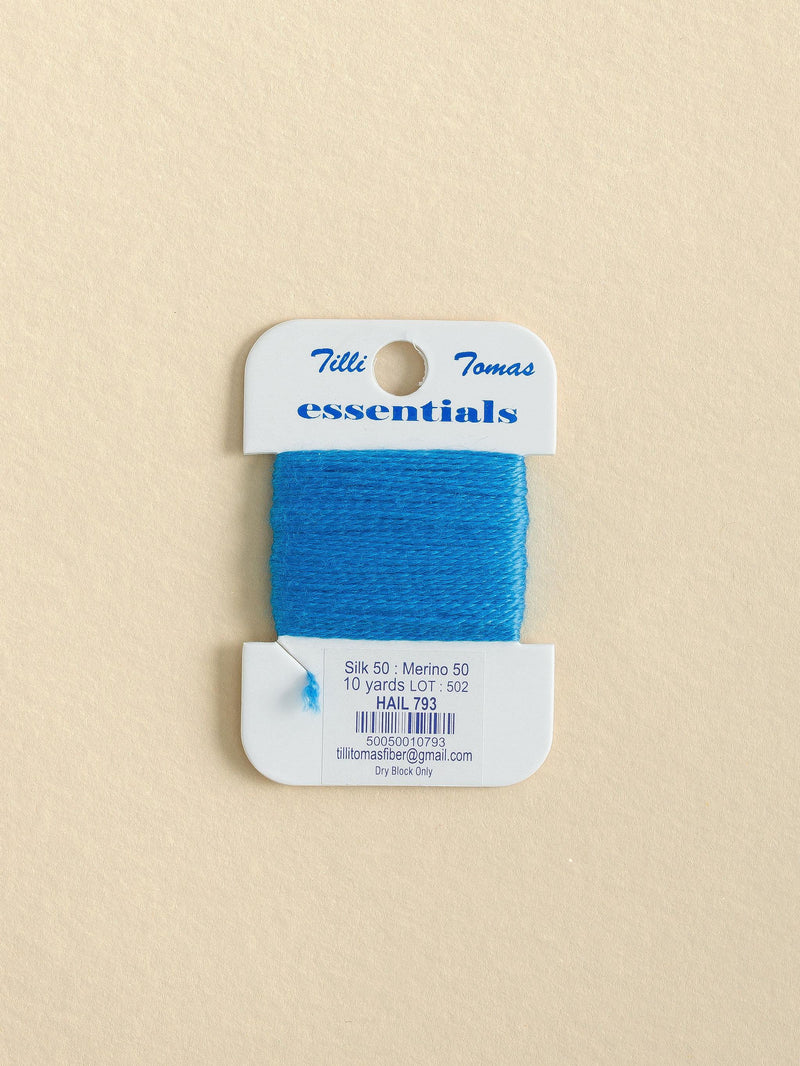 Tilli Tomas
essentials
Silk 50 : Merino 50
10 yards LOT : 502
HAIL 793
50050010793
tillitomasfiber@gmail.com
Dry Block Only